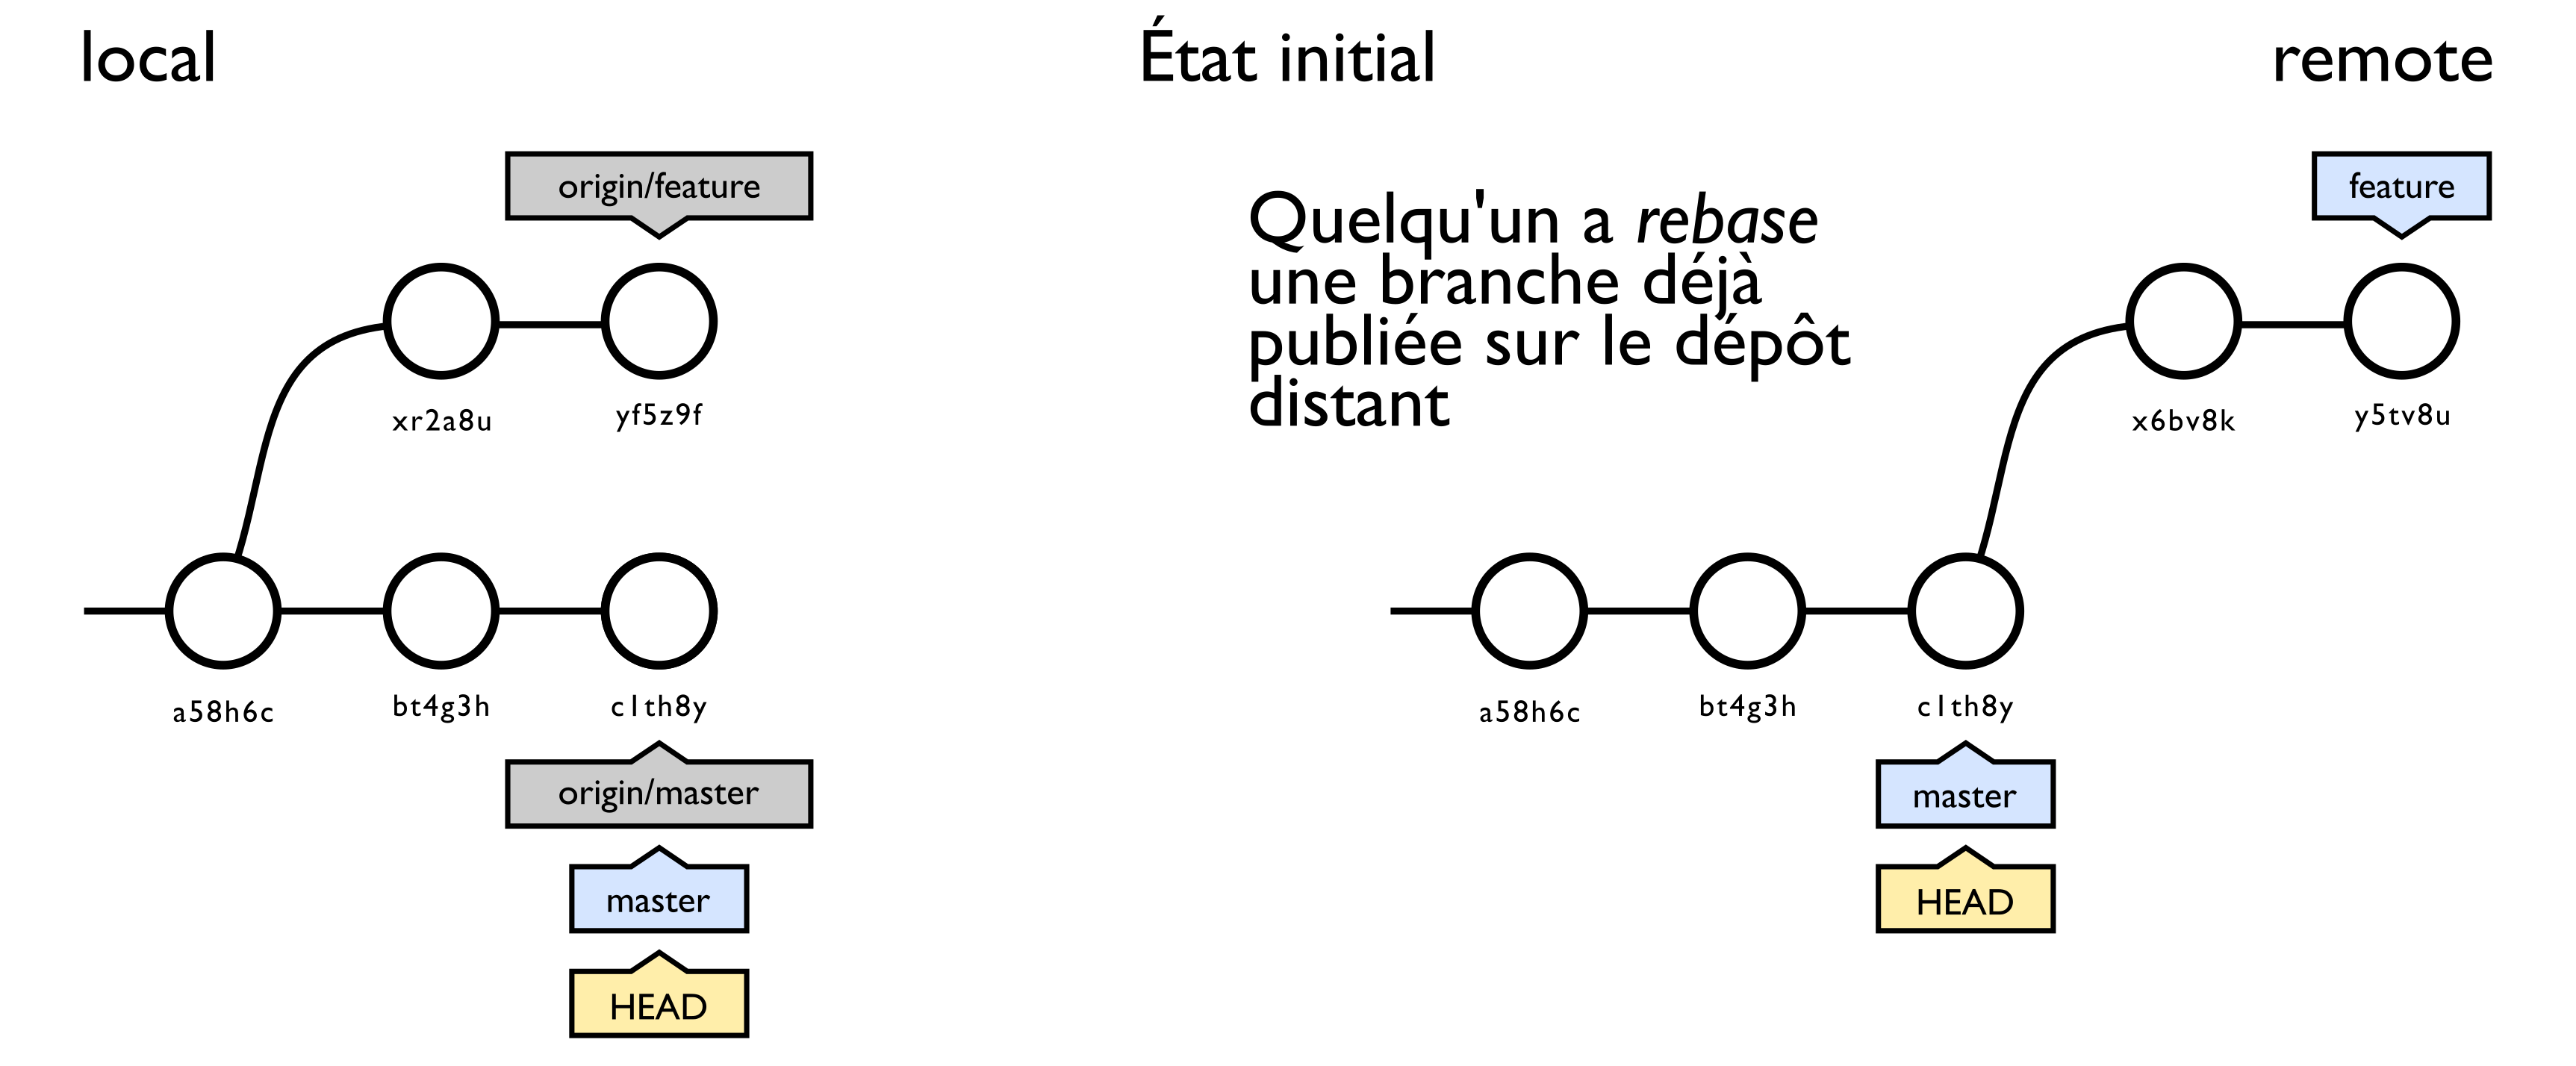 local
État initial
remote
origin/feature
feature
Quelqu'un a rebase
une branche déjà
publiée sur le dépôt
distant
xr2a8u
yf5z9f
x6bv8k
y5tv8u
a58h6c
bt4g3h
c1th8y
a58h6c
bt4g3h
c1th8y
origin/master
master
master
HEAD
HEAD